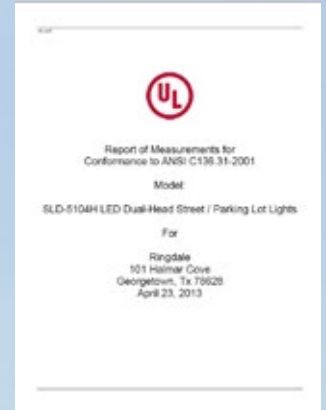 UL
Report of Measurements for
Conformance to ANSI C136.31-2001
Model:
SLD-5104H LED Dual-Head Street / Parking Lot Lights
For
Ringdale
101 Halmar Cove
Georgetown, Tx 78628
April 23, 2013